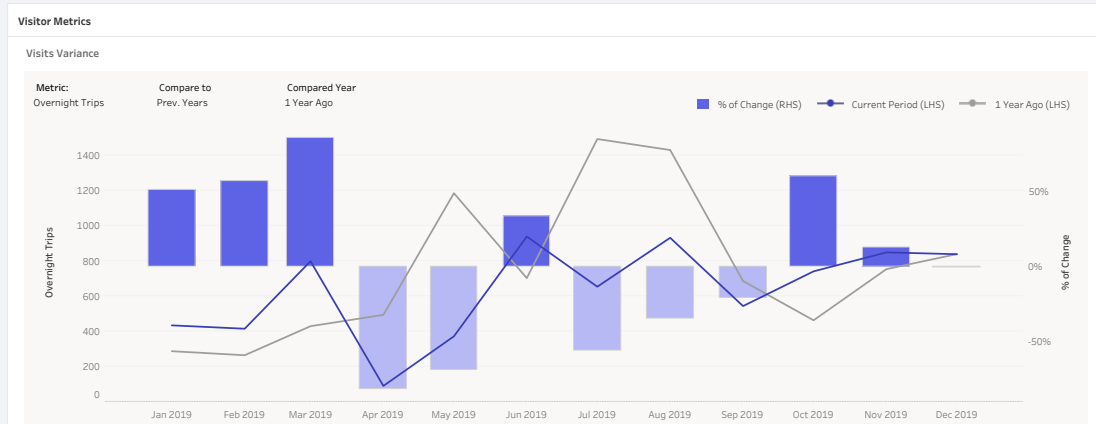 Visitor Metrics
Visits Variance
Metric: Compare to Compared Year
Overnight Trips Prev. Years 1 Year Ago
% of Change (RHS) Current Period (LHS) 1 Year Ago (LHS)
1400
1200 50%
1000
800 0%
600
400 -50%
200
0
Overnight Trips
% of Change
Jan 2019 Feb 2019 Mar 2019 Apr 2019 May 2019 Jun 2019 Jul 2019 Aug 2019 Sep 2019 Oct 2019 Nov 2019 Dec 2019